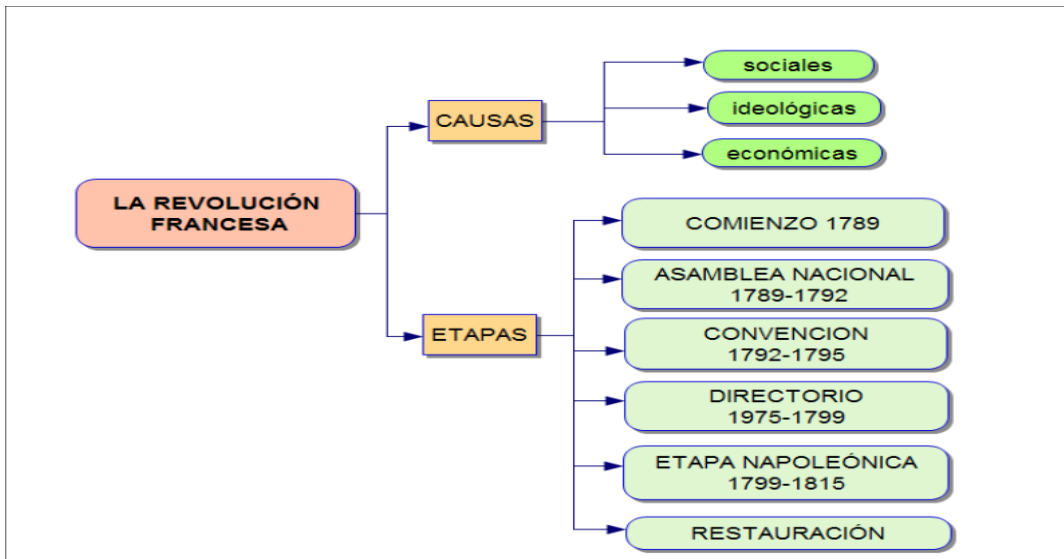 LA REVOLUCIÓN
FRANCESA
CAUSAS
sociales
ideológicas
económicas
ETAPAS
COMIENZO 1789
ASAMBLEA NACIONAL
1789-1792
CONVENCION
1792-1795
DIRECTORIO
1975-1799
ETAPA NAPOLEÓNICA
1799-1815
RESTAURACIÓN